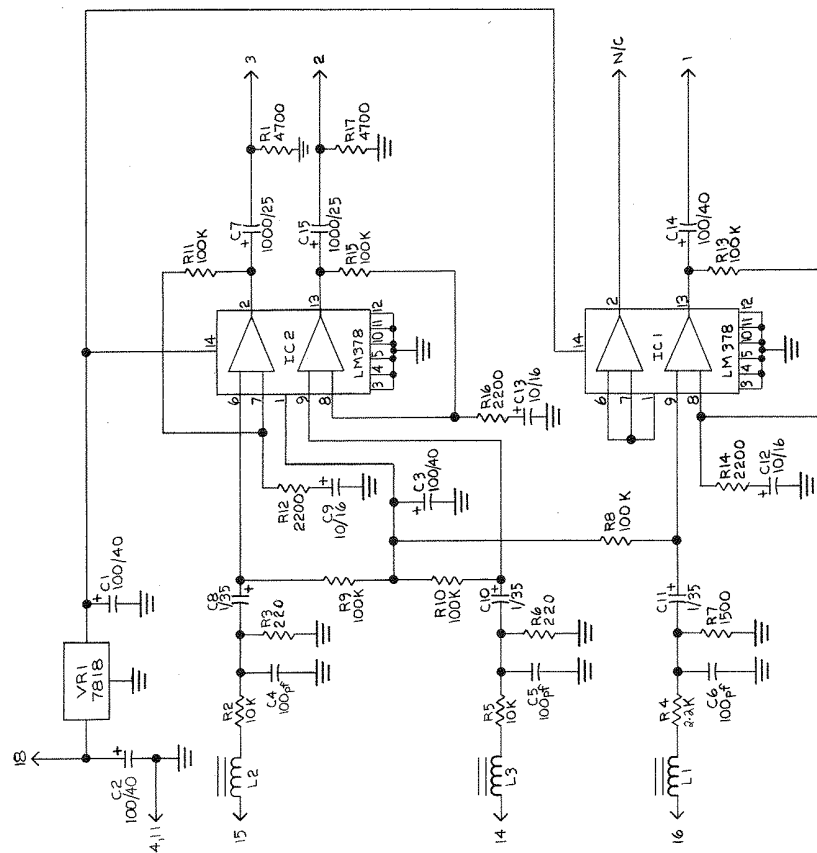 18
C2
100/40
4,11
VR1
7818
C1
100/40
3
2
R1
4700
R17
4700
C7
1000/25
C15
1000/25
R11
100K
R15
100K
14
2
13
IC2
LM378
6
7
1
9
8
3
4
5
10
11
12
R16
2200
C13
10/16
R12
2200
C9
10/16
C3
100/40
15
L2
R2
10K
C4
100pf
R3
220
C8
1/35
R9
100K
R10
100K
14
L3
R5
10K
C5
100pf
R6
220
C10
1/35
R8
100K
16
L1
R4
2.2K
C6
100pf
R7
1500
C11
1/35
N/C
1
C14
100/40
R13
100K
14
2
13
IC1
LM378
6
7
1
9
8
3
4
5
10
11
12
R14
2200
C12
10/16